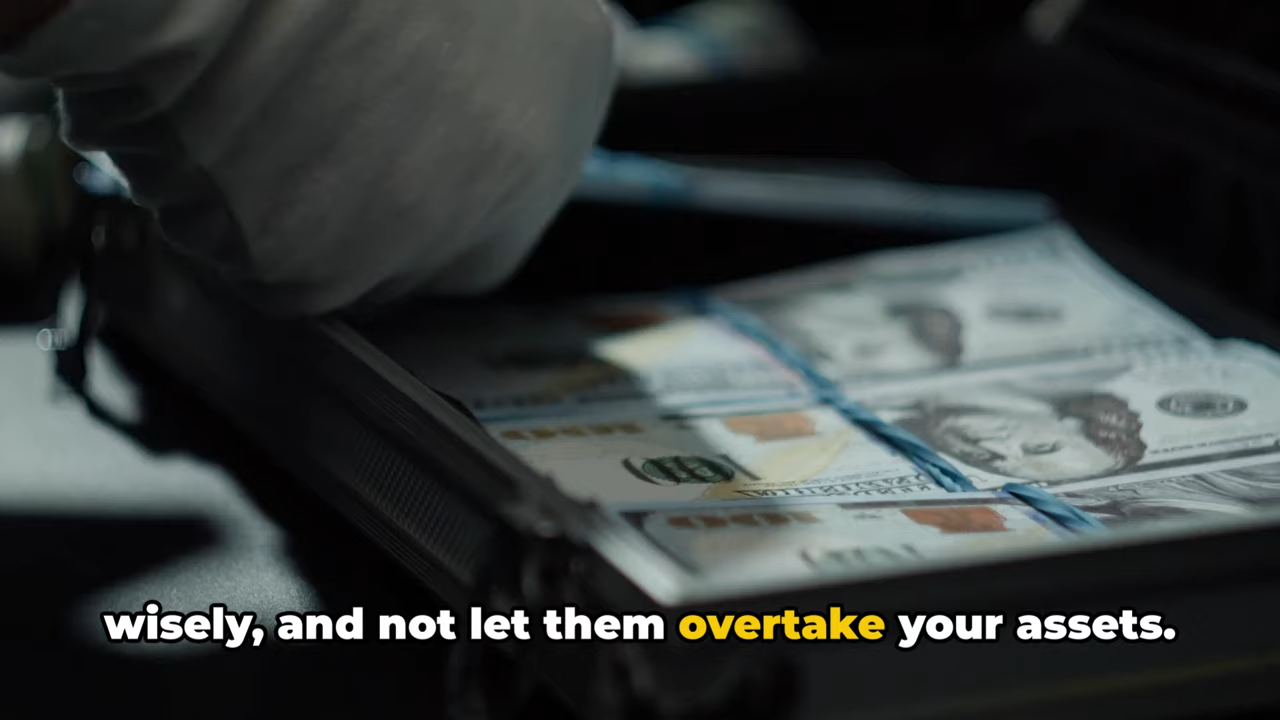 wisely, and not let them overtake your assets.